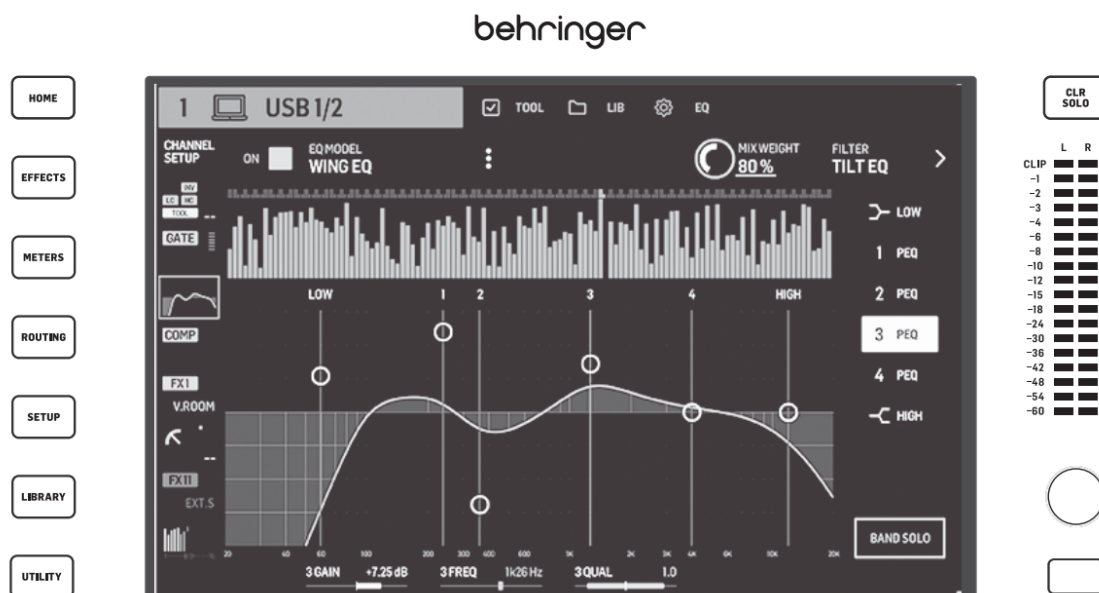 behringer
HOME
EFFECTS
METERS
ROUTING
SETUP
LIBRARY
UTILITY
1 USB 1/2 TOOL LIB EQ
CHANNEL SETUP ON EQ MODEL WING EQ MIX WEIGHT 80% FILTER TILT EQ
INV
LC HC
TOOL --
GATE
COMP
FX1
V.ROOM
--
FX11
EXT.S
LOW 1 2 3 4 HIGH
LOW
1 PEQ
2 PEQ
3 PEQ
4 PEQ
HIGH
BAND SOLO
20 40 60 100 200 300 400 600 1K 2K 3K 4K 6K 10K 20K
3 GAIN +7.25 dB 3 FREQ 1k26 Hz 3 QUAL 1.0
CLR
SOLO
L R
CLIP
-1
-2
-3
-4
-6
-8
-10
-12
-15
-18
-24
-30
-36
-42
-48
-54
-60